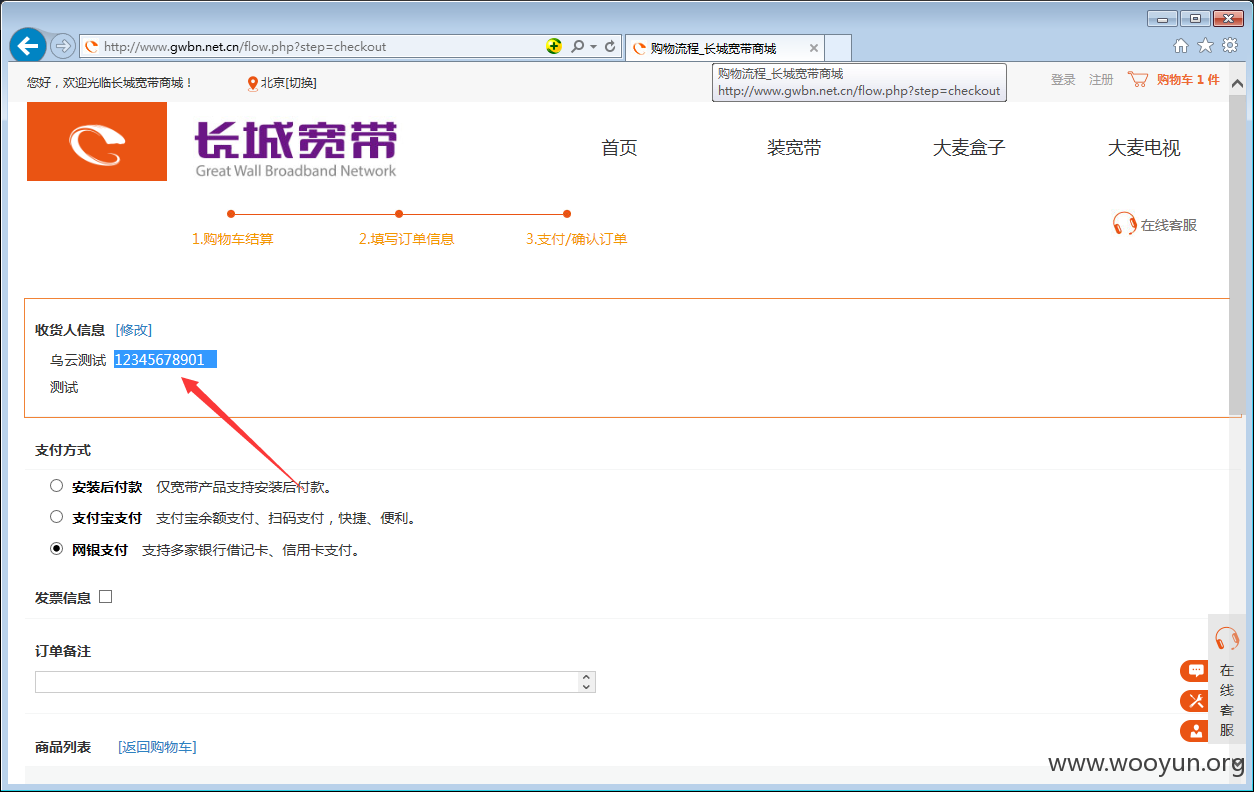 http://www.gwbn.net.cn/flow.php?step=checkout
购物流程_长城宽带商城
购物流程_长城宽带商城
http://www.gwbn.net.cn/flow.php?step=checkout
您好，欢迎光临长城宽带商城！
北京[切换]
登录
注册
购物车 1 件
长城宽带
Great Wall Broadband Network
首页
装宽带
大麦盒子
大麦电视
1.购物车结算
2.填写订单信息
3.支付/确认订单
在线客服
收货人信息 [修改]
乌云测试 12345678901
测试
支付方式
安装后付款 仅宽带产品支持安装后付款。
支付宝支付 支付宝余额支付、扫码支付，快捷、便利。
网银支付 支持多家银行借记卡、信用卡支付。
发票信息
订单备注
在
线
客
服
商品列表 [返回购物车]
www.wooyun.org